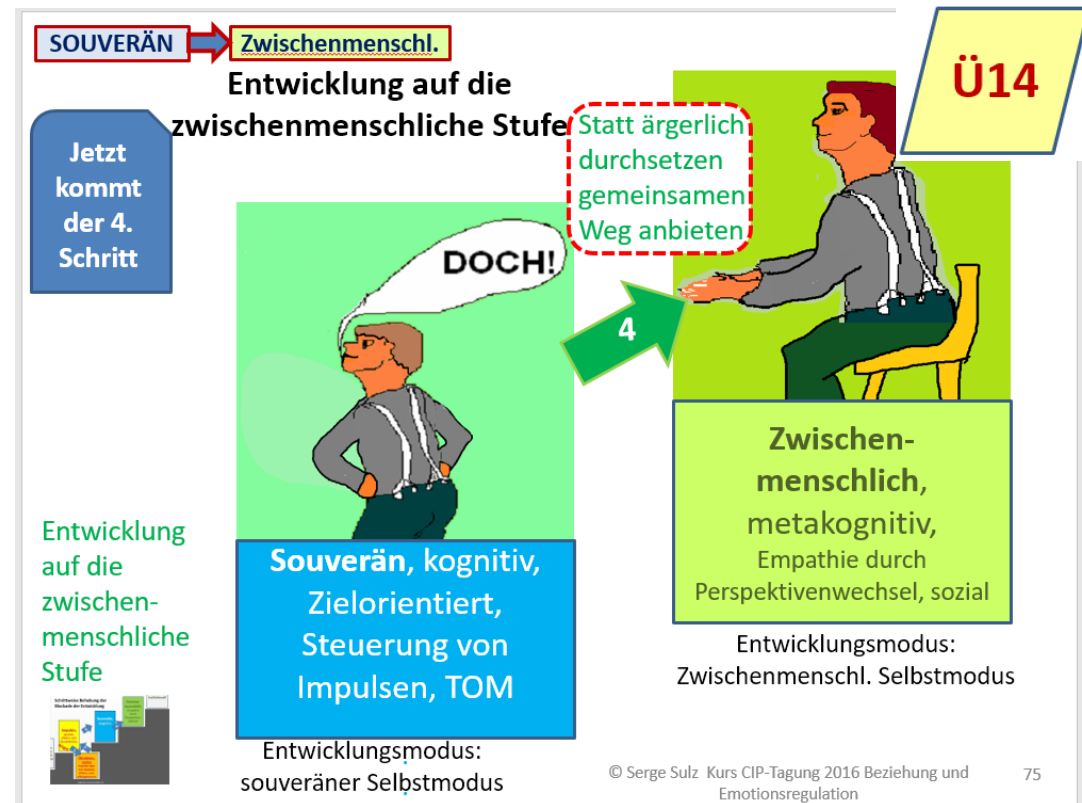 SOUVERÄN
Zwischenmenschl.
Ü14
Entwicklung auf die
zwischenmenschliche Stufe
Jetzt
kommt
der 4.
Schritt
Statt ärgerlich
durchsetzen
gemeinsamen
Weg anbieten
DOCH!
4
Entwicklung
auf die
zwischen-
menschliche
Stufe
Souverän, kognitiv,
Zielorientiert,
Steuerung von
Impulsen, TOM
Entwicklungsmodus:
souveräner Selbstmodus
Zwischen-
menschlich,
metakognitiv,
Empathie durch
Perspektivenwechsel, sozial
Entwicklungsmodus:
Zwischenmenschl. Selbstmodus
© Serge Sulz Kurs CIP-Tagung 2016 Beziehung und
Emotionsregulation
75